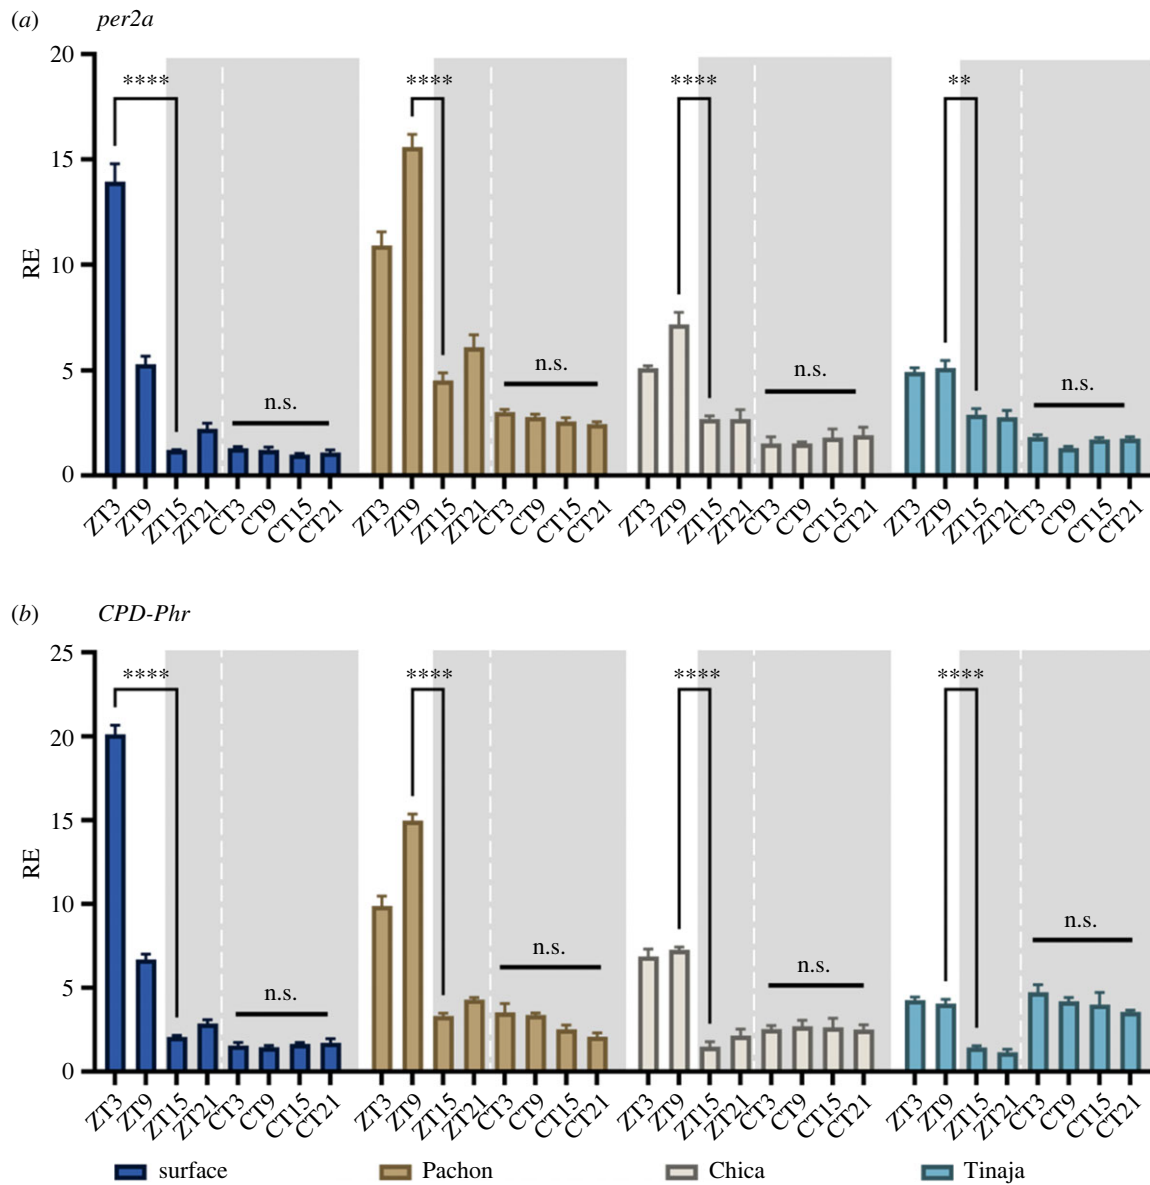 (a) per2a
20
15
10
5
0
RE
**** **** **** **
n.s. n.s. n.s. n.s.
ZT3 ZT9 ZT15 ZT21 CT3 CT9 CT15 CT21 ZT3 ZT9 ZT15 ZT21 CT3 CT9 CT15 CT21 ZT3 ZT9 ZT15 ZT21 CT3 CT9 CT15 CT21 ZT3 ZT9 ZT15 ZT21 CT3 CT9 CT15 CT21
(b) CPD-Phr
25
20
15
10
5
0
RE
**** **** **** ****
n.s. n.s. n.s. n.s.
ZT3 ZT9 ZT15 ZT21 CT3 CT9 CT15 CT21 ZT3 ZT9 ZT15 ZT21 CT3 CT9 CT15 CT21 ZT3 ZT9 ZT15 ZT21 CT3 CT9 CT15 CT21 ZT3 ZT9 ZT15 ZT21 CT3 CT9 CT15 CT21
surface Pachon Chica Tinaja